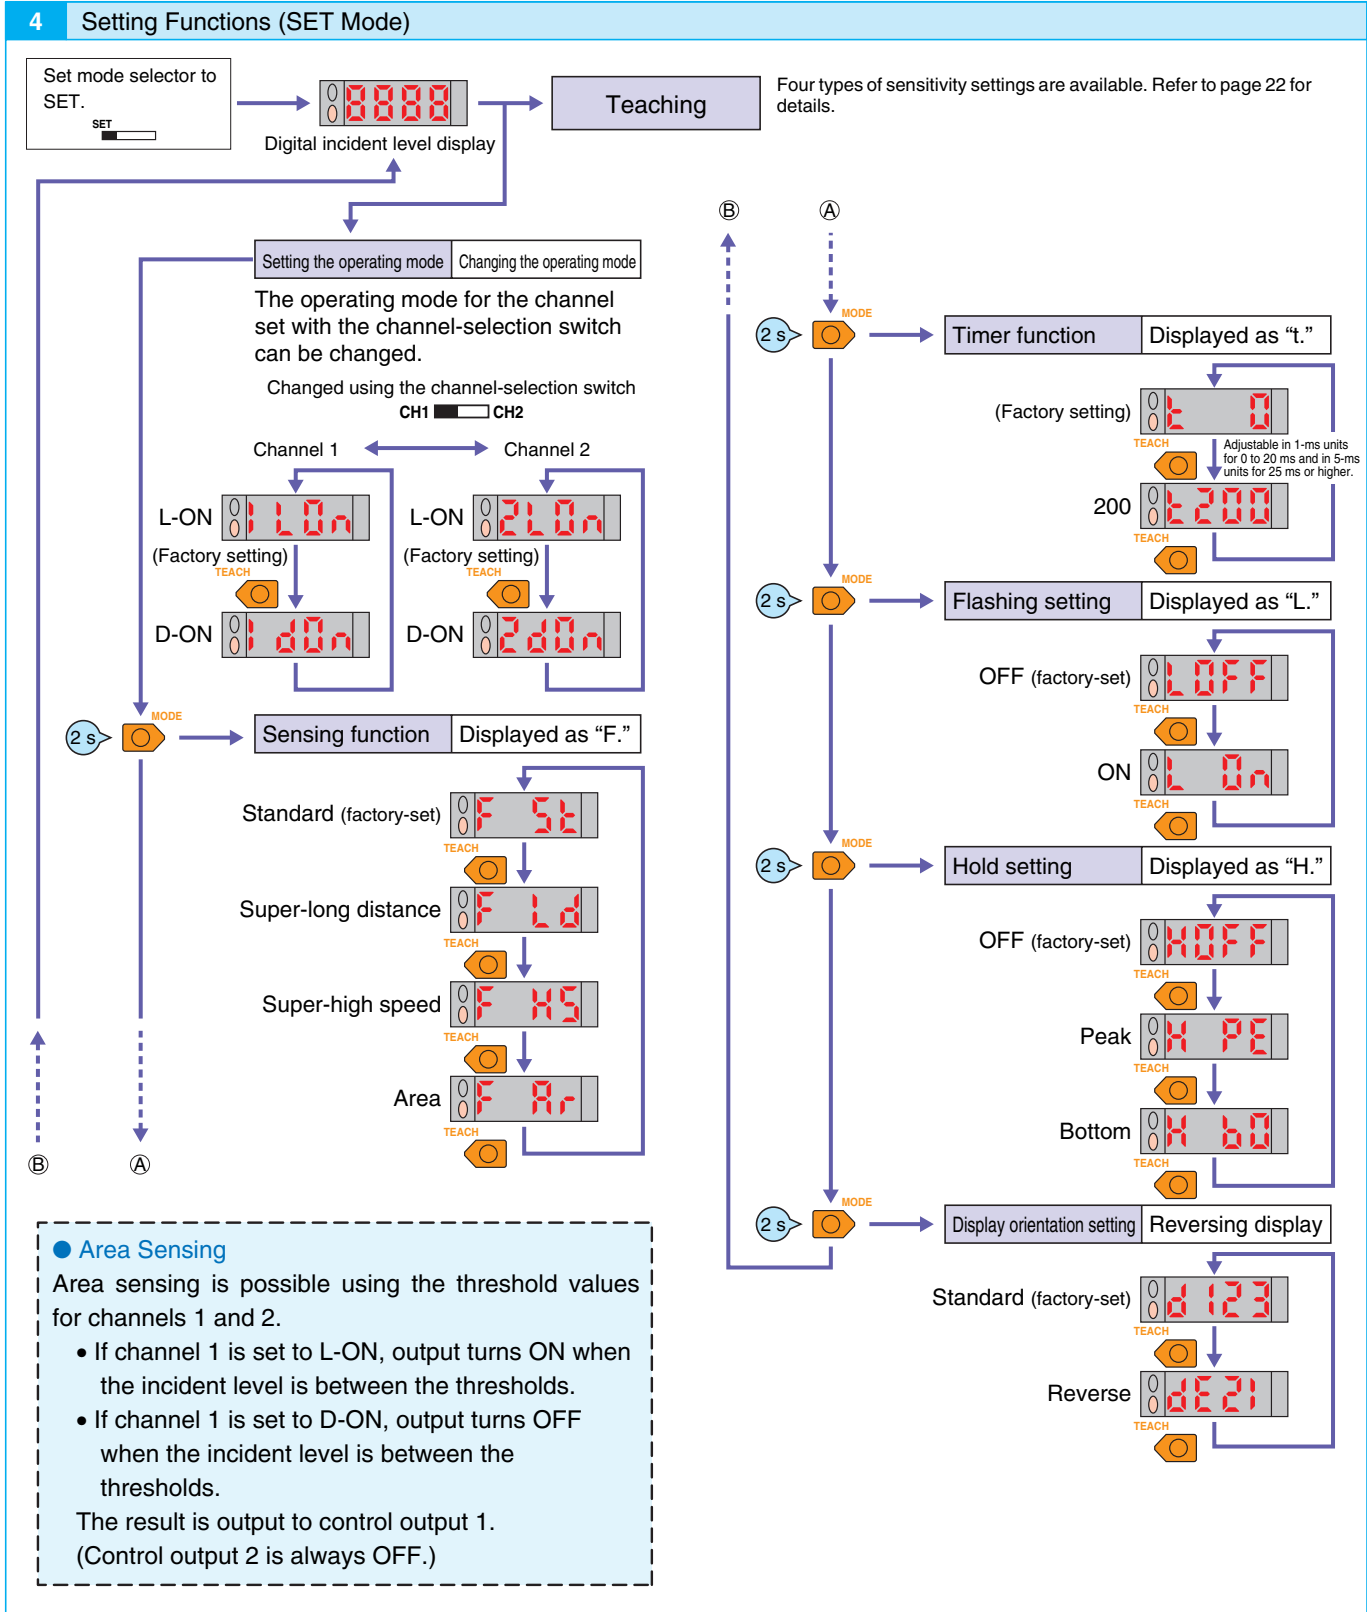 4 Setting Functions (SET Mode)
Set mode selector to
SET.
SET
8888
Digital incident level display
Teaching
Four types of sensitivity settings are available. Refer to page 22 for
details.
Setting the operating mode Changing the operating mode
The operating mode for the channel
set with the channel-selection switch
can be changed.
Changed using the channel-selection switch
CH1 CH2
Channel 1 Channel 2
L-ON 1 LOn L-ON 2LOn
(Factory setting) (Factory setting)
TEACH TEACH
D-ON 1 dOn D-ON 2dOn
MODE
2 s Sensing function Displayed as “F.”
Standard (factory-set) F St
TEACH
Super-long distance F Ld
TEACH
Super-high speed F HS
TEACH
Area F Ar
TEACH
B A
● Area Sensing
Area sensing is possible using the threshold values
for channels 1 and 2.
• If channel 1 is set to L-ON, output turns ON when
the incident level is between the thresholds.
• If channel 1 is set to D-ON, output turns OFF
when the incident level is between the
thresholds.
The result is output to control output 1.
(Control output 2 is always OFF.)
B A
MODE
2 s Timer function Displayed as “t.”
(Factory setting) t 0
TEACH
Adjustable in 1-ms units
for 0 to 20 ms and in 5-ms
units for 25 ms or higher.
200 t200
TEACH
MODE
2 s Flashing setting Displayed as “L.”
OFF (factory-set) LOFF
TEACH
ON L On
TEACH
MODE
2 s Hold setting Displayed as “H.”
OFF (factory-set) HOFF
TEACH
Peak H PE
TEACH
Bottom H b0
TEACH
MODE
2 s Display orientation setting Reversing display
Standard (factory-set) d 123
TEACH
Reverse dE21
TEACH